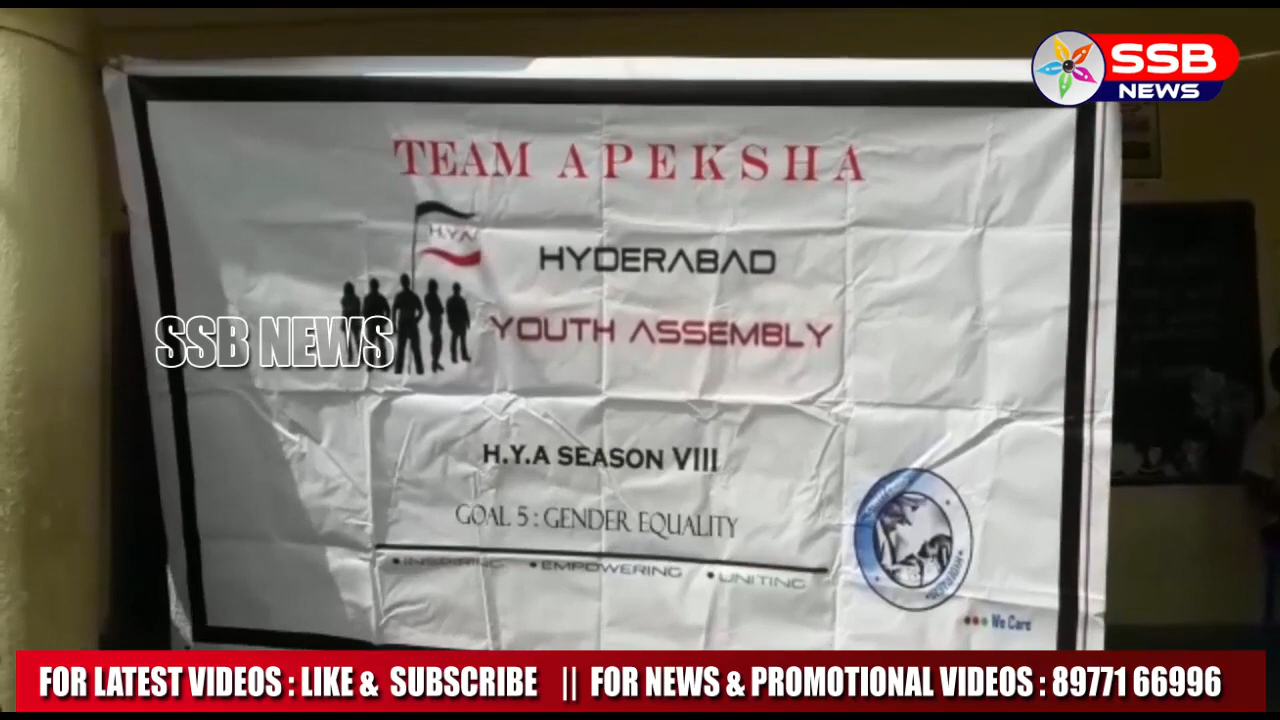 SSB
NEWS
TEAM APEKSHA
H.Y.A
HYDERABAD
YOUTH ASSEMBLY
SSB NEWS
H.Y.A SEASON VIII
GOAL 5 : GENDER EQUALITY
• INSPIRING • EMPOWERING • UNITING
We Care
FOR LATEST VIDEOS : LIKE & SUBSCRIBE || FOR NEWS & PROMOTIONAL VIDEOS : 89771 66996